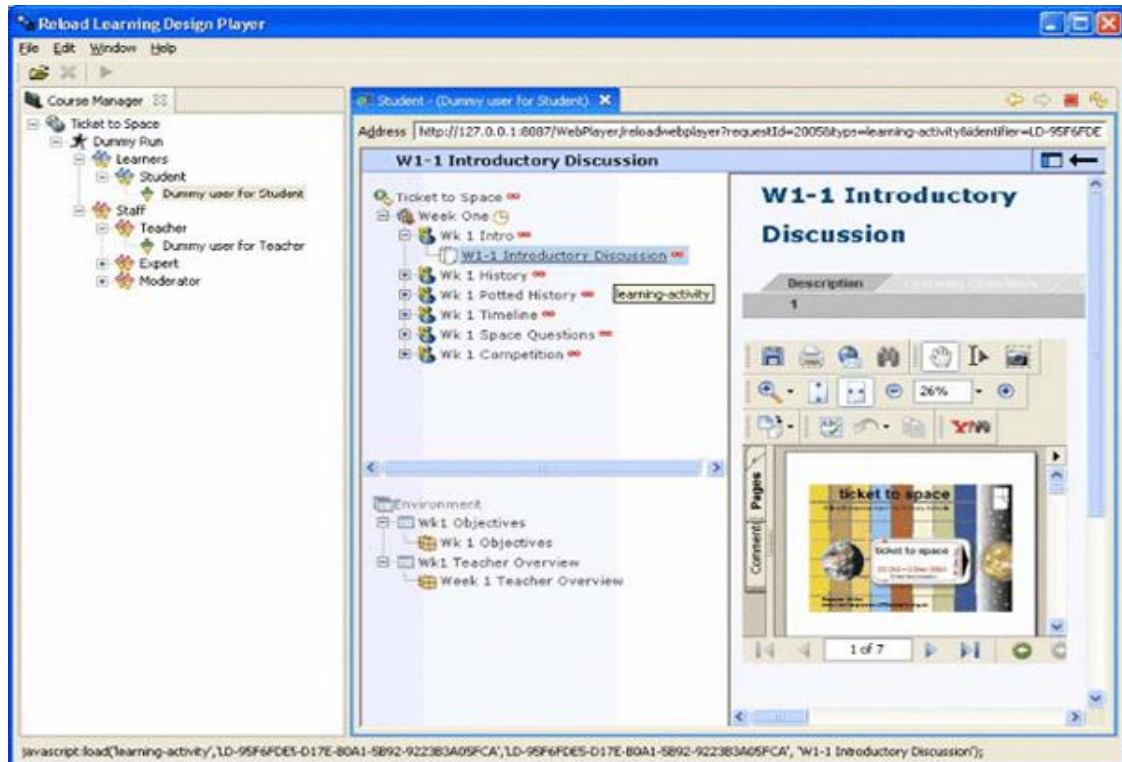 Reload Learning Design Player
File Edit Window Help
Course Manager
Ticket to Space
Dummy Run
Learners
Student
Dummy user for Student
Staff
Teacher
Dummy user for Teacher
Expert
Moderator
Student - (Dummy user for Student)
Address http://127.0.0.1:8087/WebPlayer/reloadwebplayer?requestId=2005&type=learning-activity&identifier=LD-95F6FDE
W1-1 Introductory Discussion
Ticket to Space
Week One
Wk 1 Intro
W1-1 Introductory Discussion
Wk 1 History
Wk 1 Potted History
learning-activity
Wk 1 Timeline
Wk 1 Space Questions
Wk 1 Competition
Environment
Wk1 Objectives
Wk 1 Objectives
Wk1 Teacher Overview
Week 1 Teacher Overview
W1-1 Introductory
Discussion
Description
1
26%
Pages
Comments
ticket to space
ticket to space
1 of 7
javascript:load('learning-activity','LD-95F6FDE5-D17E-B0A1-5B92-9223B3A05FCA','LD-95F6FDE5-D17E-B0A1-5B92-9223B3A05FCA', 'W1-1 Introductory Discussion');